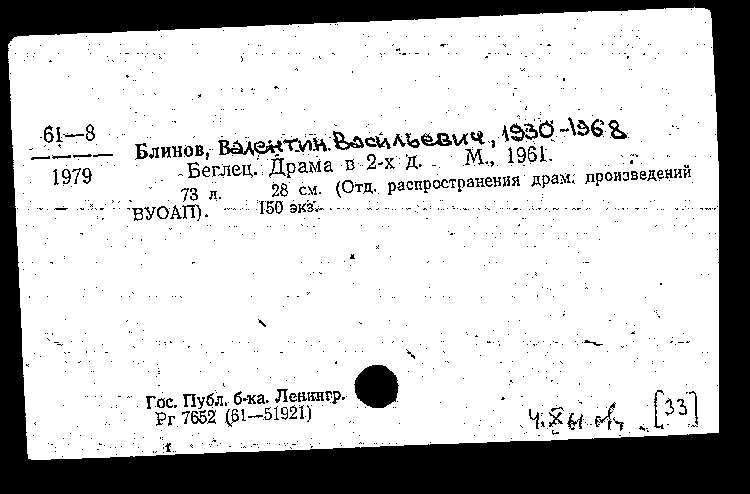 61—8
1979
Блинов, Валентин Васильевич, 1930-1968
Беглец. Драма в 2-х д. М., 1961.
73 л. 28 см. (Отд. распространения драм. произведений
ВУОАП). 150 экз.
Гос. Публ. б-ка. Ленингр.
Рг 7652 (61—51921)
[33]